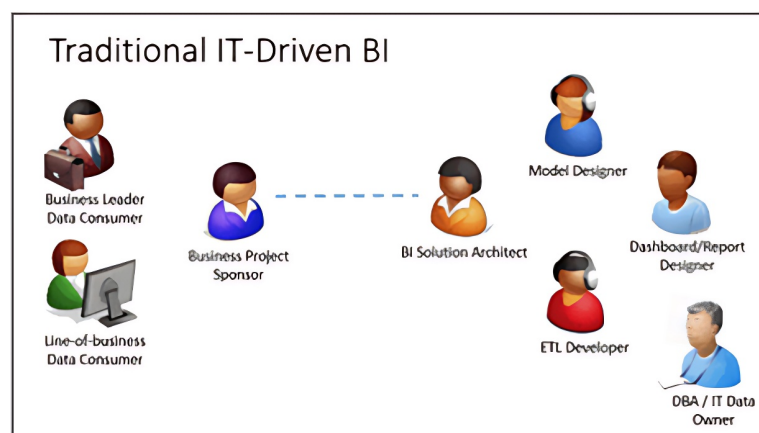 Traditional IT-Driven BI
Business Leader
Data Consumer
Line-of-business
Data Consumer
Business Project
Sponsor
BI Solution Architect
Model Designer
ETL Developer
Dashboard/Report
Designer
DBA / IT Data
Owner